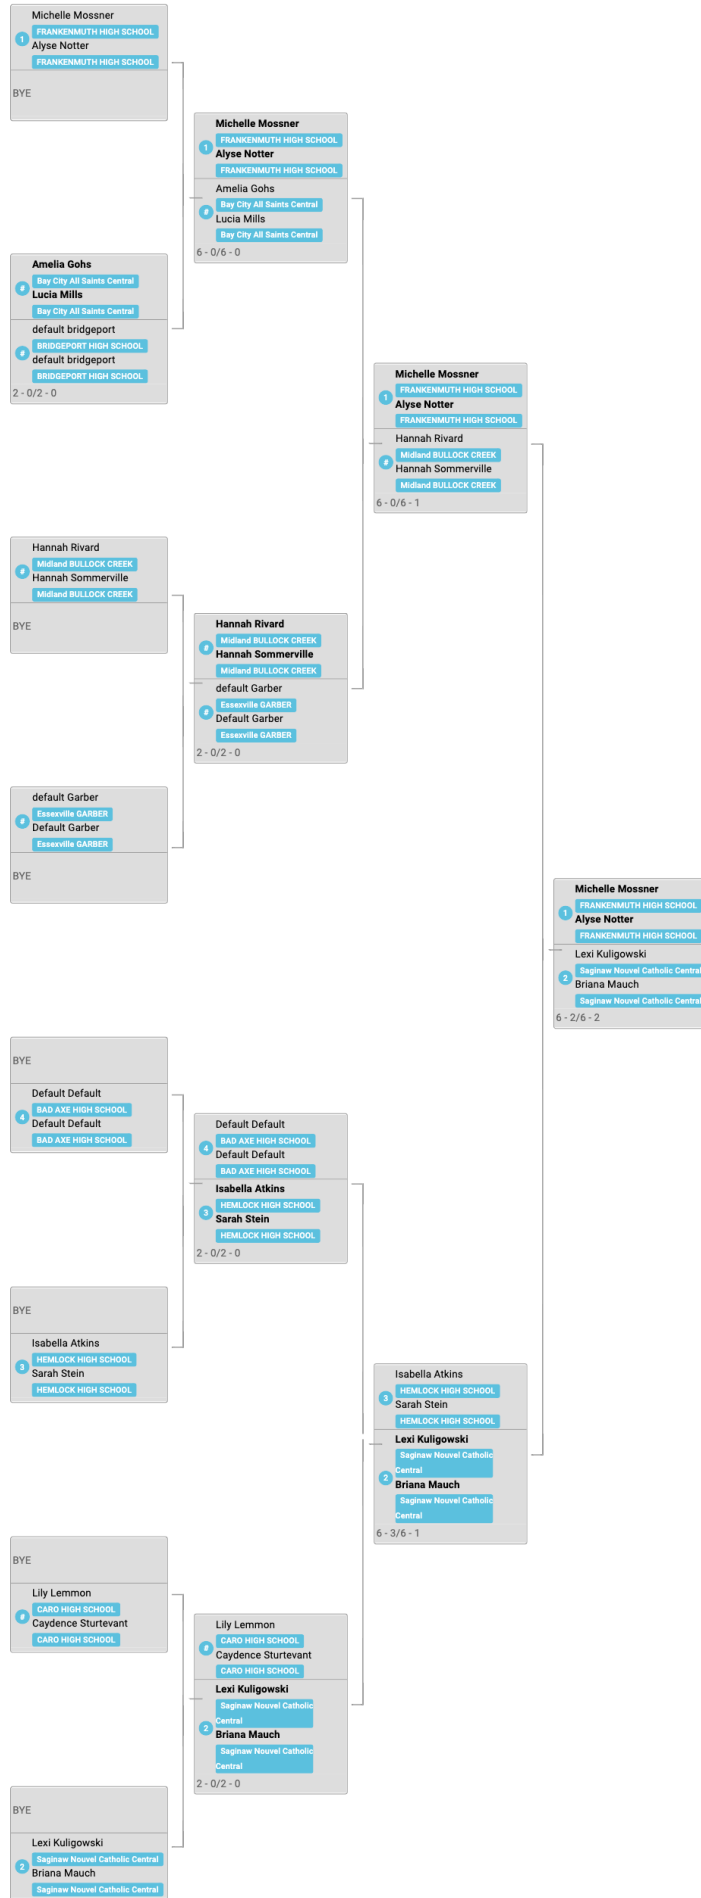 Michelle Mossner
1
FRANKENMUTH HIGH SCHOOL
Alyse Notter
FRANKENMUTH HIGH SCHOOL
BYE
Amelia Gohs
#
Bay City All Saints Central
Lucia Mills
Bay City All Saints Central
default bridgeport
#
BRIDGEPORT HIGH SCHOOL
default bridgeport
BRIDGEPORT HIGH SCHOOL
2 - 0/2 - 0
Hannah Rivard
#
Midland BULLOCK CREEK
Hannah Sommerville
Midland BULLOCK CREEK
BYE
default Garber
#
Essexville GARBER
Default Garber
Essexville GARBER
BYE
BYE
Default Default
4
BAD AXE HIGH SCHOOL
Default Default
BAD AXE HIGH SCHOOL
BYE
Isabella Atkins
3
HEMLOCK HIGH SCHOOL
Sarah Stein
HEMLOCK HIGH SCHOOL
BYE
Lily Lemmon
#
CARO HIGH SCHOOL
Caydence Sturtevant
CARO HIGH SCHOOL
BYE
Lexi Kuligowski
2
Saginaw Nouvel Catholic Central
Briana Mauch
Saginaw Nouvel Catholic Central
Michelle Mossner
1
FRANKENMUTH HIGH SCHOOL
Alyse Notter
FRANKENMUTH HIGH SCHOOL
Amelia Gohs
#
Bay City All Saints Central
Lucia Mills
Bay City All Saints Central
6 - 0/6 - 0
Hannah Rivard
#
Midland BULLOCK CREEK
Hannah Sommerville
Midland BULLOCK CREEK
default Garber
#
Essexville GARBER
Default Garber
Essexville GARBER
2 - 0/2 - 0
Default Default
4
BAD AXE HIGH SCHOOL
Default Default
BAD AXE HIGH SCHOOL
Isabella Atkins
3
HEMLOCK HIGH SCHOOL
Sarah Stein
HEMLOCK HIGH SCHOOL
2 - 0/2 - 0
Lily Lemmon
#
CARO HIGH SCHOOL
Caydence Sturtevant
CARO HIGH SCHOOL
Lexi Kuligowski
2
Saginaw Nouvel Catholic
Central
Briana Mauch
Saginaw Nouvel Catholic
Central
2 - 0/2 - 0
Michelle Mossner
1
FRANKENMUTH HIGH SCHOOL
Alyse Notter
FRANKENMUTH HIGH SCHOOL
Hannah Rivard
#
Midland BULLOCK CREEK
Hannah Sommerville
Midland BULLOCK CREEK
6 - 0/6 - 1
Isabella Atkins
3
HEMLOCK HIGH SCHOOL
Sarah Stein
HEMLOCK HIGH SCHOOL
Lexi Kuligowski
2
Saginaw Nouvel Catholic
Central
Briana Mauch
Saginaw Nouvel Catholic
Central
6 - 3/6 - 1
Michelle Mossner
1
FRANKENMUTH HIGH SCHOOL
Alyse Notter
FRANKENMUTH HIGH SCHOOL
Lexi Kuligowski
2
Saginaw Nouvel Catholic Central
Briana Mauch
Saginaw Nouvel Catholic Central
6 - 2/6 - 2